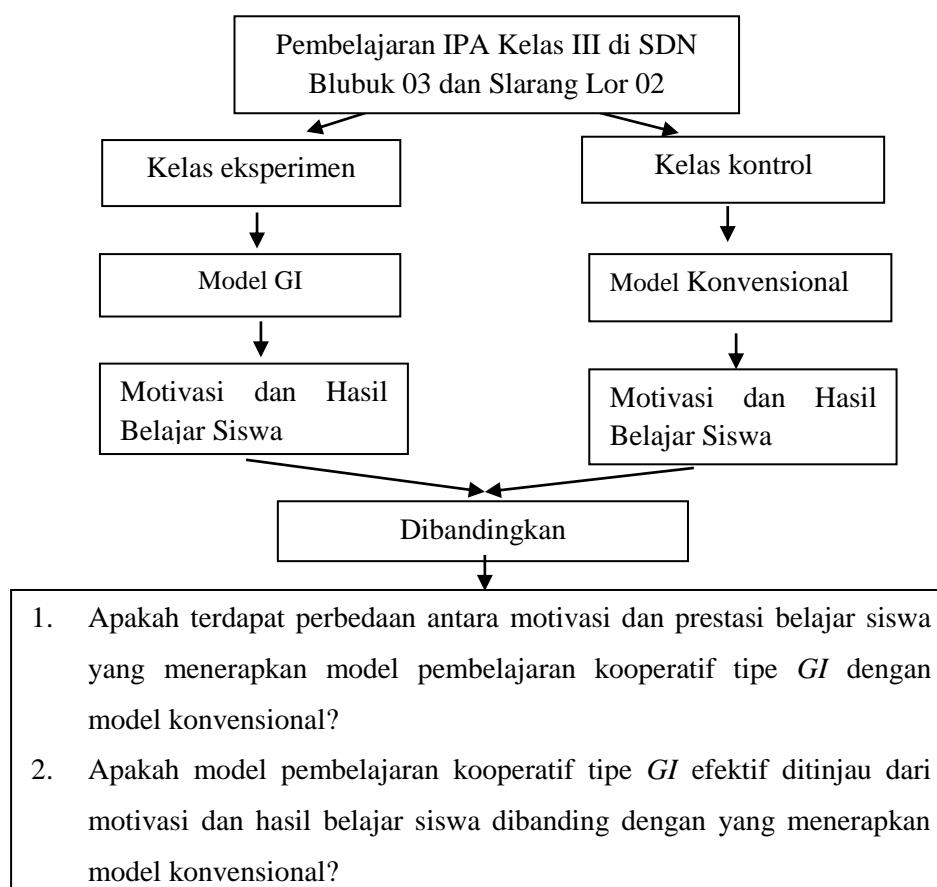 Pembelajaran IPA Kelas III di SDN
Blubuk 03 dan Slarang Lor 02
Kelas eksperimen
Kelas kontrol
Model GI
Model Konvensional
Motivasi dan Hasil
Belajar Siswa
Motivasi dan Hasil
Belajar Siswa
Dibandingkan
1. Apakah terdapat perbedaan antara motivasi dan prestasi belajar siswa
yang menerapkan model pembelajaran kooperatif tipe GI dengan
model konvensional?
2. Apakah model pembelajaran kooperatif tipe GI efektif ditinjau dari
motivasi dan hasil belajar siswa dibanding dengan yang menerapkan
model konvensional?